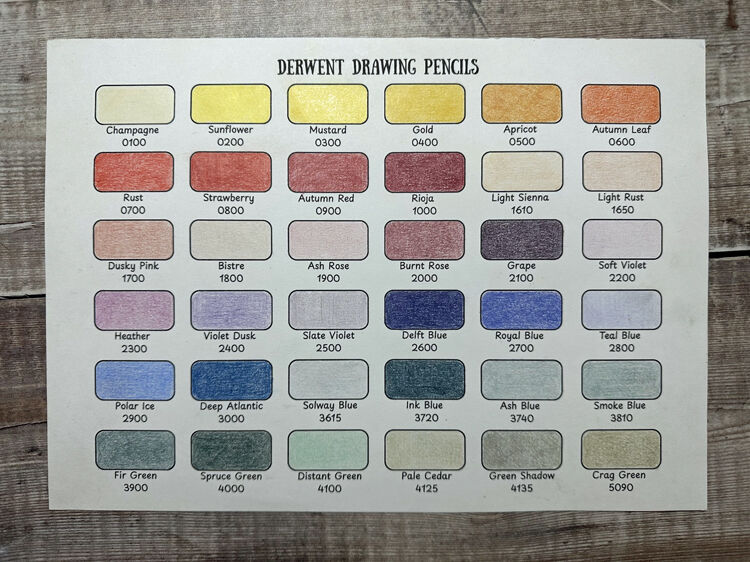 DERWENT DRAWING PENCILS
Champagne Sunflower Mustard Gold Apricot Autumn Leaf
0100 0200 0300 0400 0500 0600
Rust Strawberry Autumn Red Rioja Light Sienna Light Rust
0700 0800 0900 1000 1610 1650
Dusky Pink Bistre Ash Rose Burnt Rose Grape Soft Violet
1700 1800 1900 2000 2100 2200
Heather Violet Dusk Slate Violet Delft Blue Royal Blue Teal Blue
2300 2400 2500 2600 2700 2800
Polar Ice Deep Atlantic Solway Blue Ink Blue Ash Blue Smoke Blue
2900 3000 3615 3720 3740 3810
Fir Green Spruce Green Distant Green Pale Cedar Green Shadow Crag Green
3900 4000 4100 4125 4135 5090